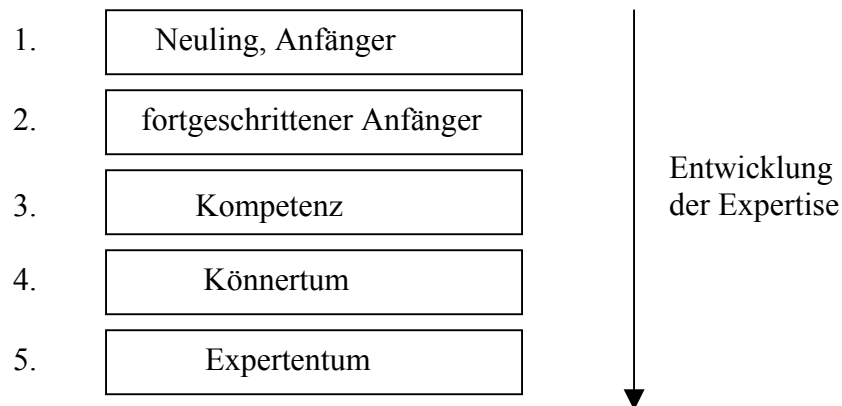 1. Neuling, Anfänger
2. fortgeschrittener Anfänger
3. Kompetenz
4. Könnertum
5. Expertentum
Entwicklung
der Expertise